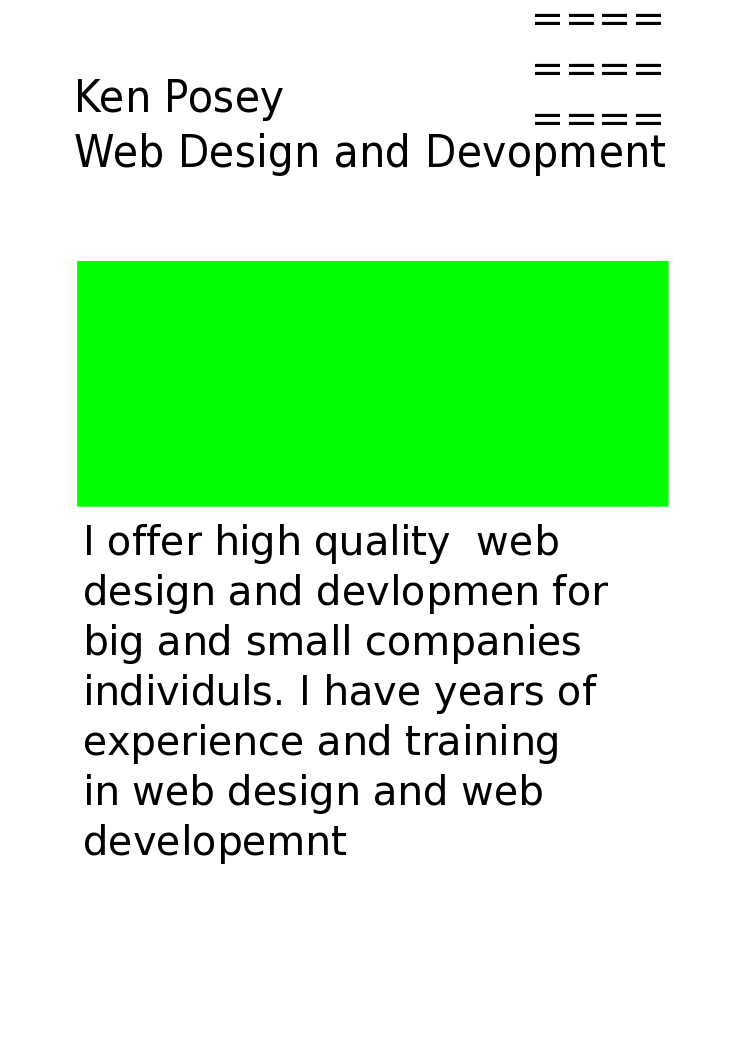 ====
====
====
Ken Posey
Web Design and Devopment
I offer high quality  web
design and devlopmen for
big and small companies
individuls. I have years of
experience and training
in web design and web
developemnt